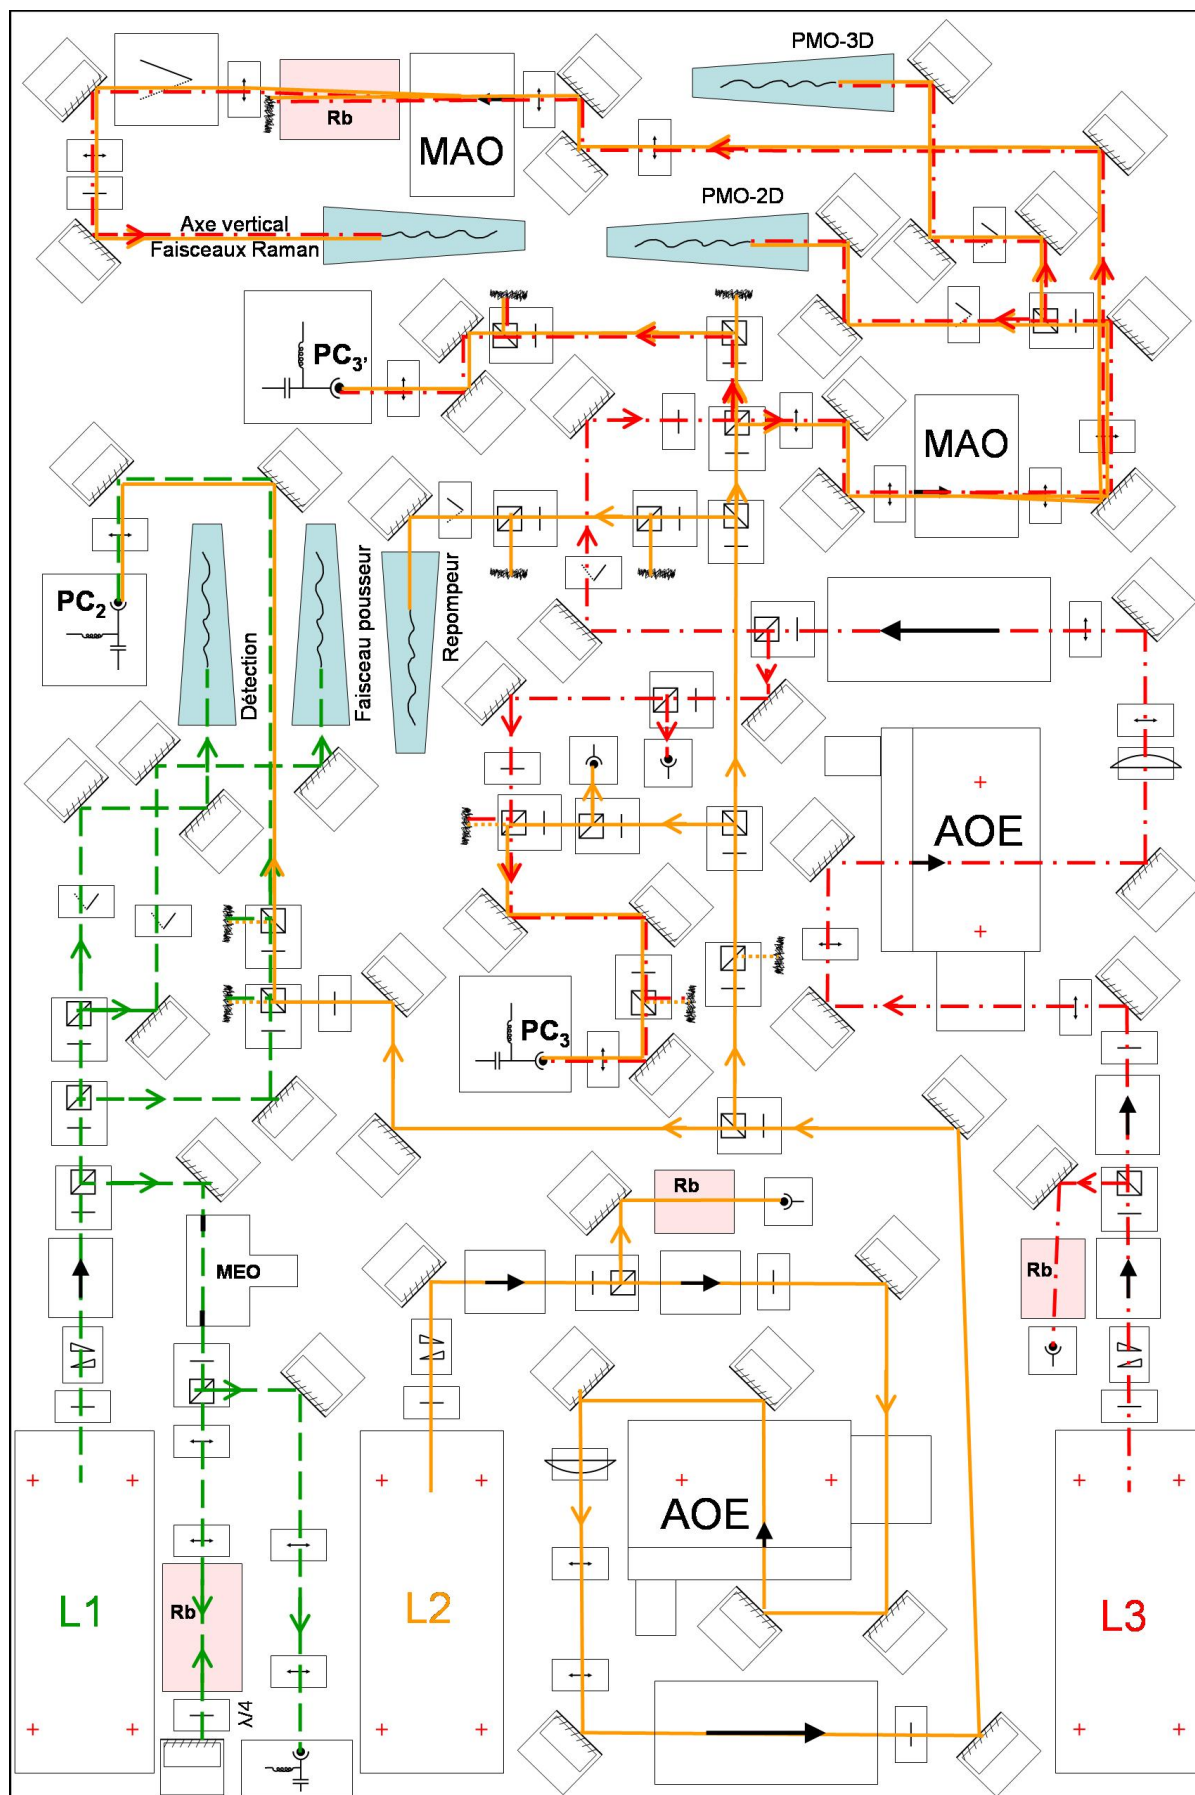 PMO-3D
Rb
MAO
PMO-2D
Axe vertical
Faisceaux Raman
PC3'
MAO
PC2
Détection
Faisceau pousseur
Repompeur
AOE
PC3
Rb
MEO
Rb
AOE
L1
Rb
L2
L3
λ/4